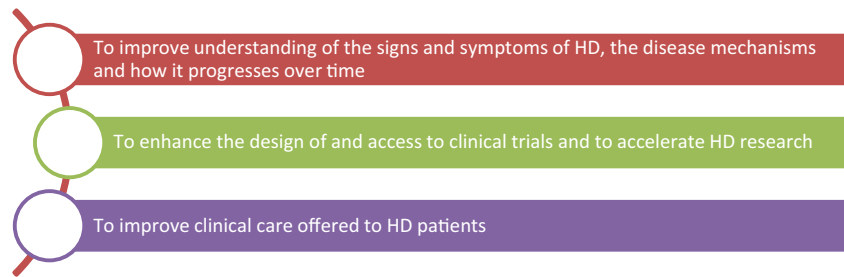 To improve understanding of the signs and symptoms of HD, the disease mechanisms
and how it progresses over time
To enhance the design of and access to clinical trials and to accelerate HD research
To improve clinical care offered to HD patients